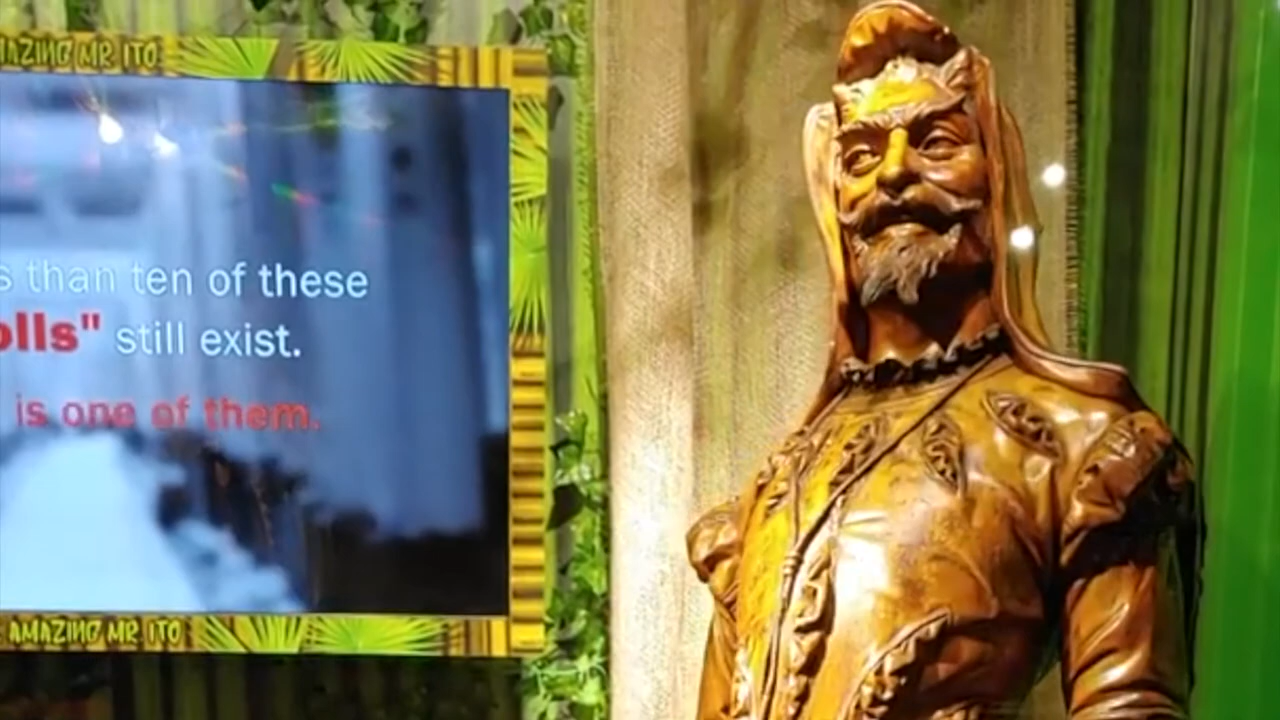 AMAZING MR ITO
s than ten of these
olls" still exist.
is one of them.
AMAZING MR ITO